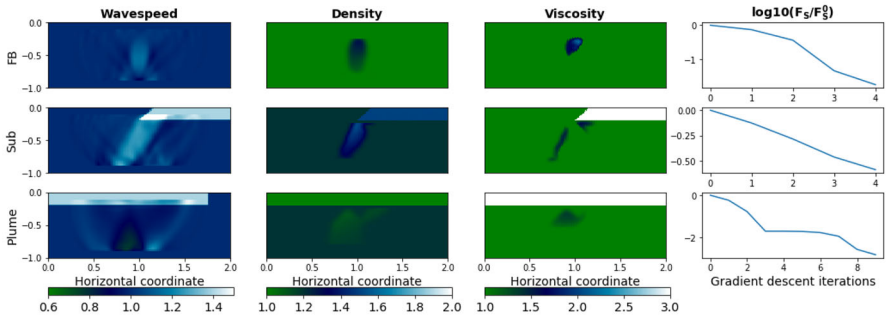 Wavespeed Density Viscosity log10(F_S/F_S^0)
FB
0.0
−0.5
−1.0
0
−1
0 1 2 3 4
Sub
0.0
−0.5
−1.0
0.00
−0.25
−0.50
0 1 2 3 4
Plume
0.0
−0.5
−1.0
0
−2
0.0 0.5 1.0 1.5 2.0 0.0 0.5 1.0 1.5 2.0 0.0 0.5 1.0 1.5 2.0 0 2 4 6 8
Horizontal coordinate Horizontal coordinate Horizontal coordinate Gradient descent iterations
0.6 0.8 1.0 1.2 1.4 1.0 1.2 1.4 1.6 1.8 2.0 1.0 1.5 2.0 2.5 3.0